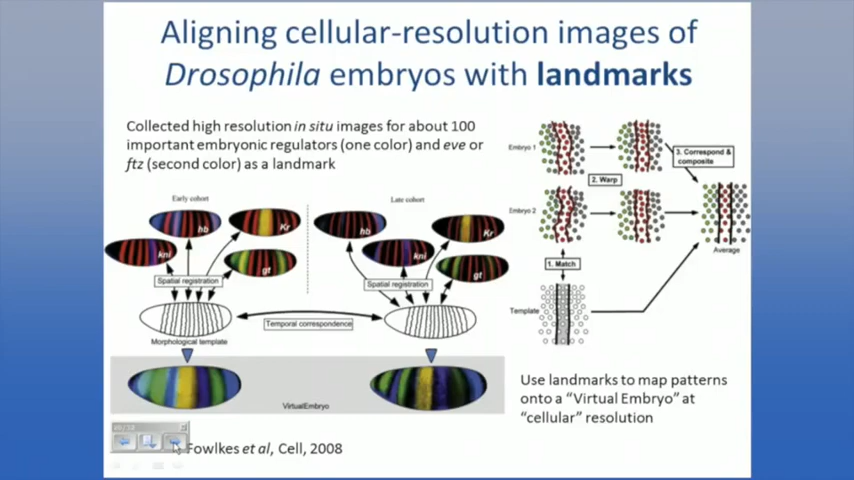 Aligning cellular-resolution images of
Drosophila embryos with landmarks
Collected high resolution in situ images for about 100
important embryonic regulators (one color) and eve or
ftz (second color) as a landmark
Early cohort
Late cohort
hb
Kr
kni
gt
hb
Kr
kni
gt
Spatial registration
Spatial registration
Temporal correspondence
Morphological template
VirtualEmbryo
Embryo 1
2. Warp
3. Correspond &
composite
Embryo 2
1. Match
Average
Template
Use landmarks to map patterns
onto a "Virtual Embryo" at
"cellular" resolution
Fowlkes et al, Cell, 2008